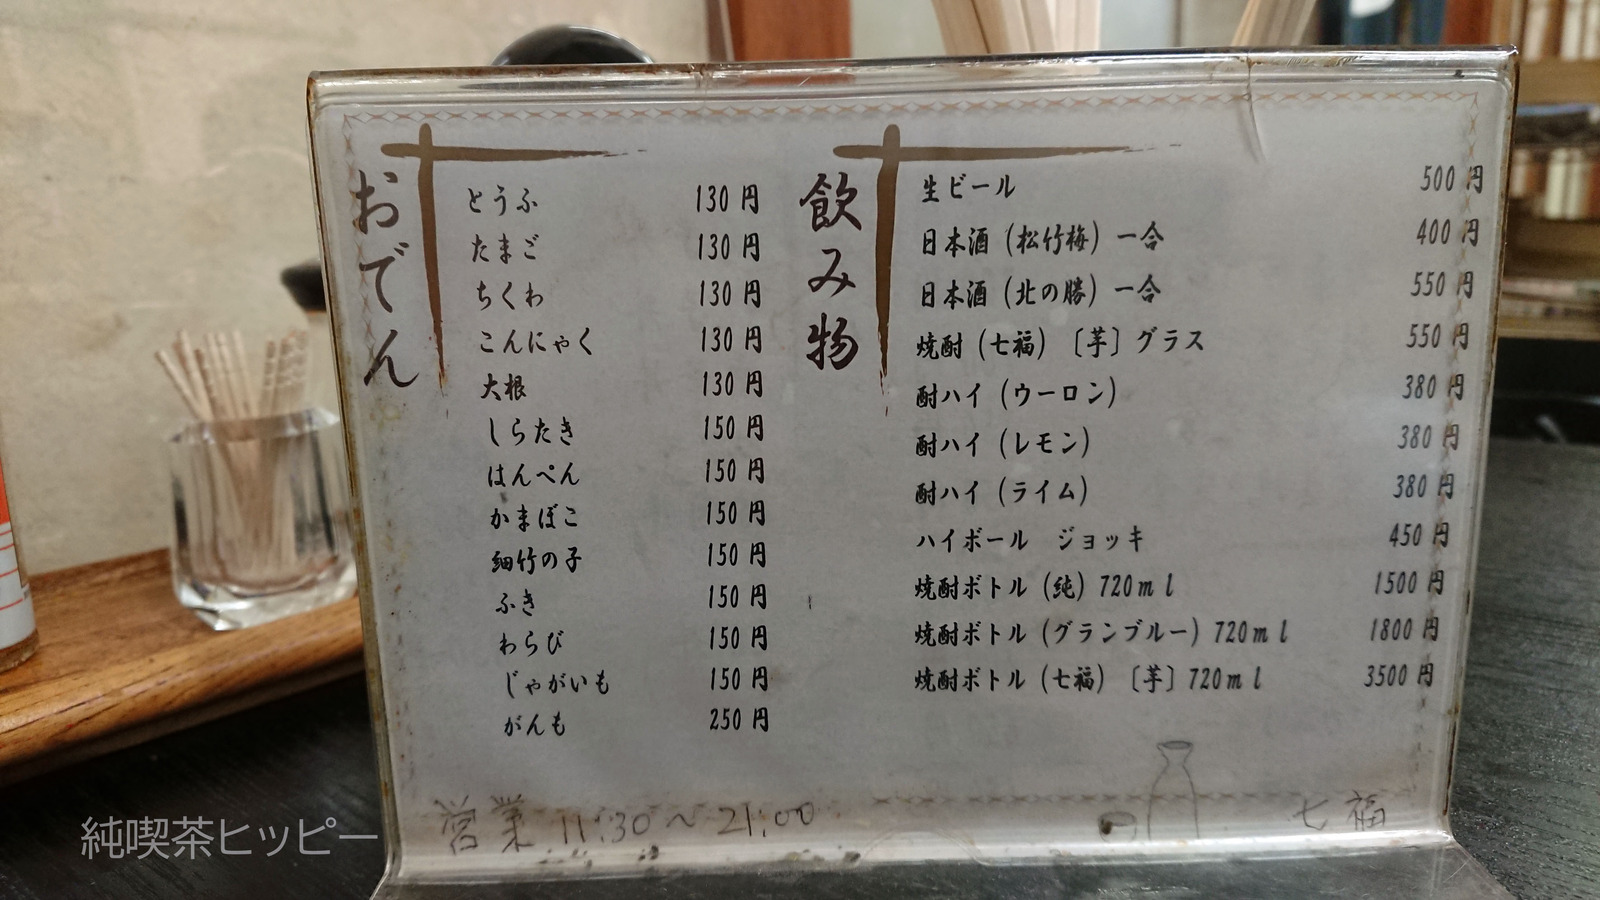 おでん
とうふ 130円
たまご 130円
ちくわ 130円
こんにゃく 130円
大根 130円
しらたき 150円
はんぺん 150円
かまぼこ 150円
細竹の子 150円
ふき 150円
わらび 150円
じゃがいも 150円
がんも 250円
飲み物
生ビール 500円
日本酒（松竹梅）一合 400円
日本酒（北の勝）一合 550円
焼酎（七福）〔芋〕グラス 550円
酎ハイ（ウーロン） 380円
酎ハイ（レモン） 380円
酎ハイ（ライム） 380円
ハイボール　ジョッキ 450円
焼酎ボトル（純）720ml 1500円
焼酎ボトル（グランブルー）720ml 1800円
焼酎ボトル（七福）〔芋〕720ml 3500円
営業 11:30～21:00
七福
純喫茶ヒッピー